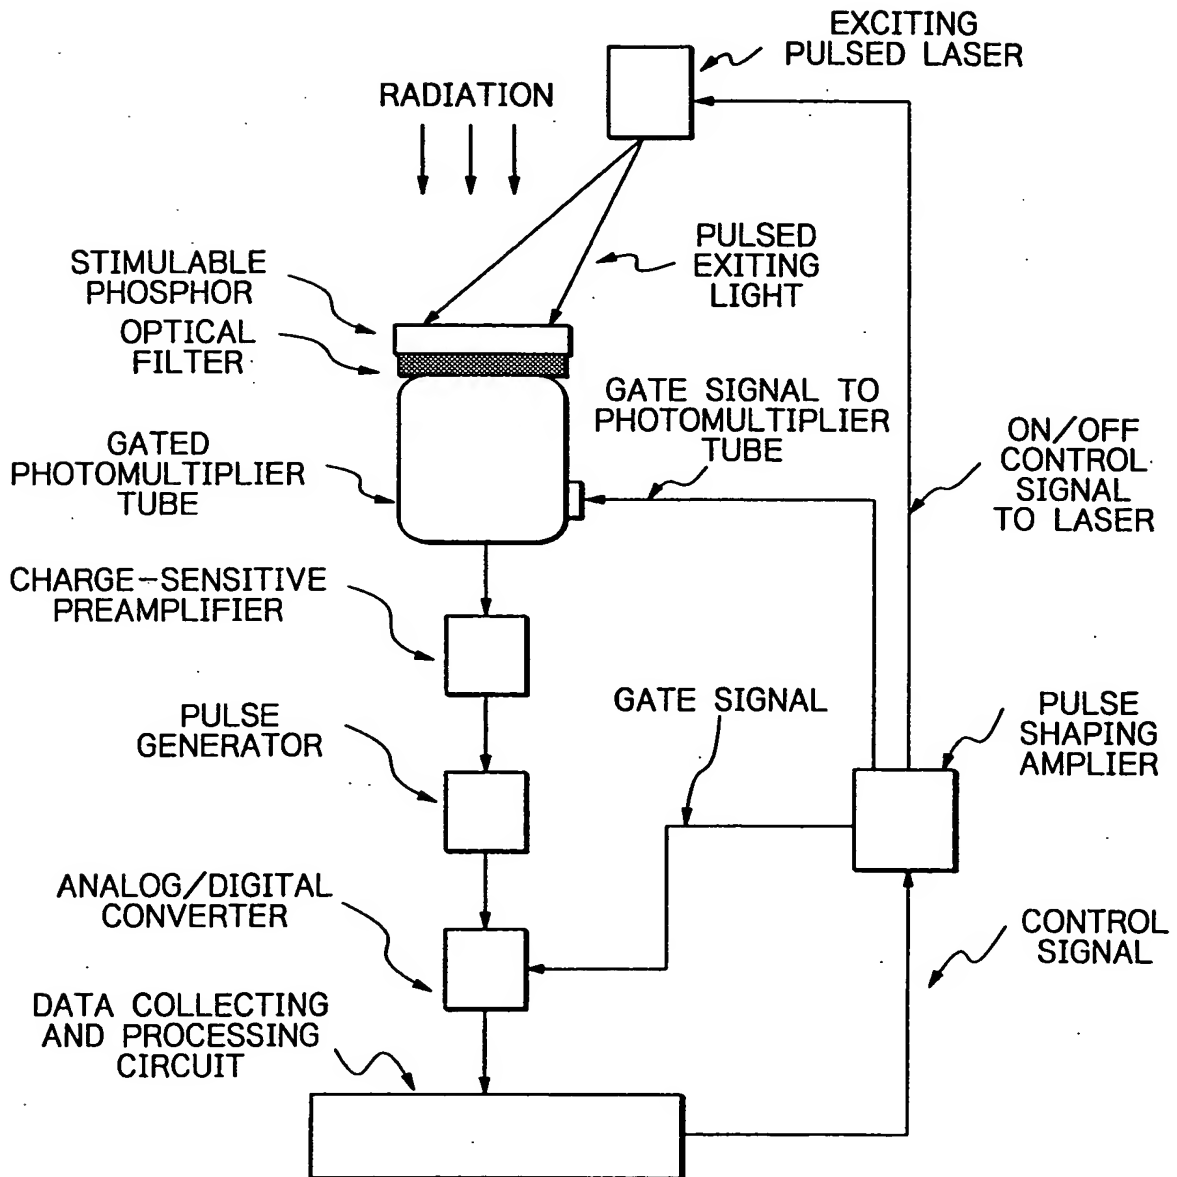 EXCITING
PULSED LASER
RADIATION
PULSED
EXITING
LIGHT
STIMULABLE
PHOSPHOR
OPTICAL
FILTER
GATE SIGNAL TO
PHOTOMULTIPLIER
TUBE
GATED
PHOTOMULTIPLIER
TUBE
ON/OFF
CONTROL
SIGNAL
TO LASER
CHARGE-SENSITIVE
PREAMPLIFIER
GATE SIGNAL
PULSE
GENERATOR
PULSE
SHAPING
AMPLIER
ANALOG/DIGITAL
CONVERTER
CONTROL
SIGNAL
DATA COLLECTING
AND PROCESSING
CIRCUIT